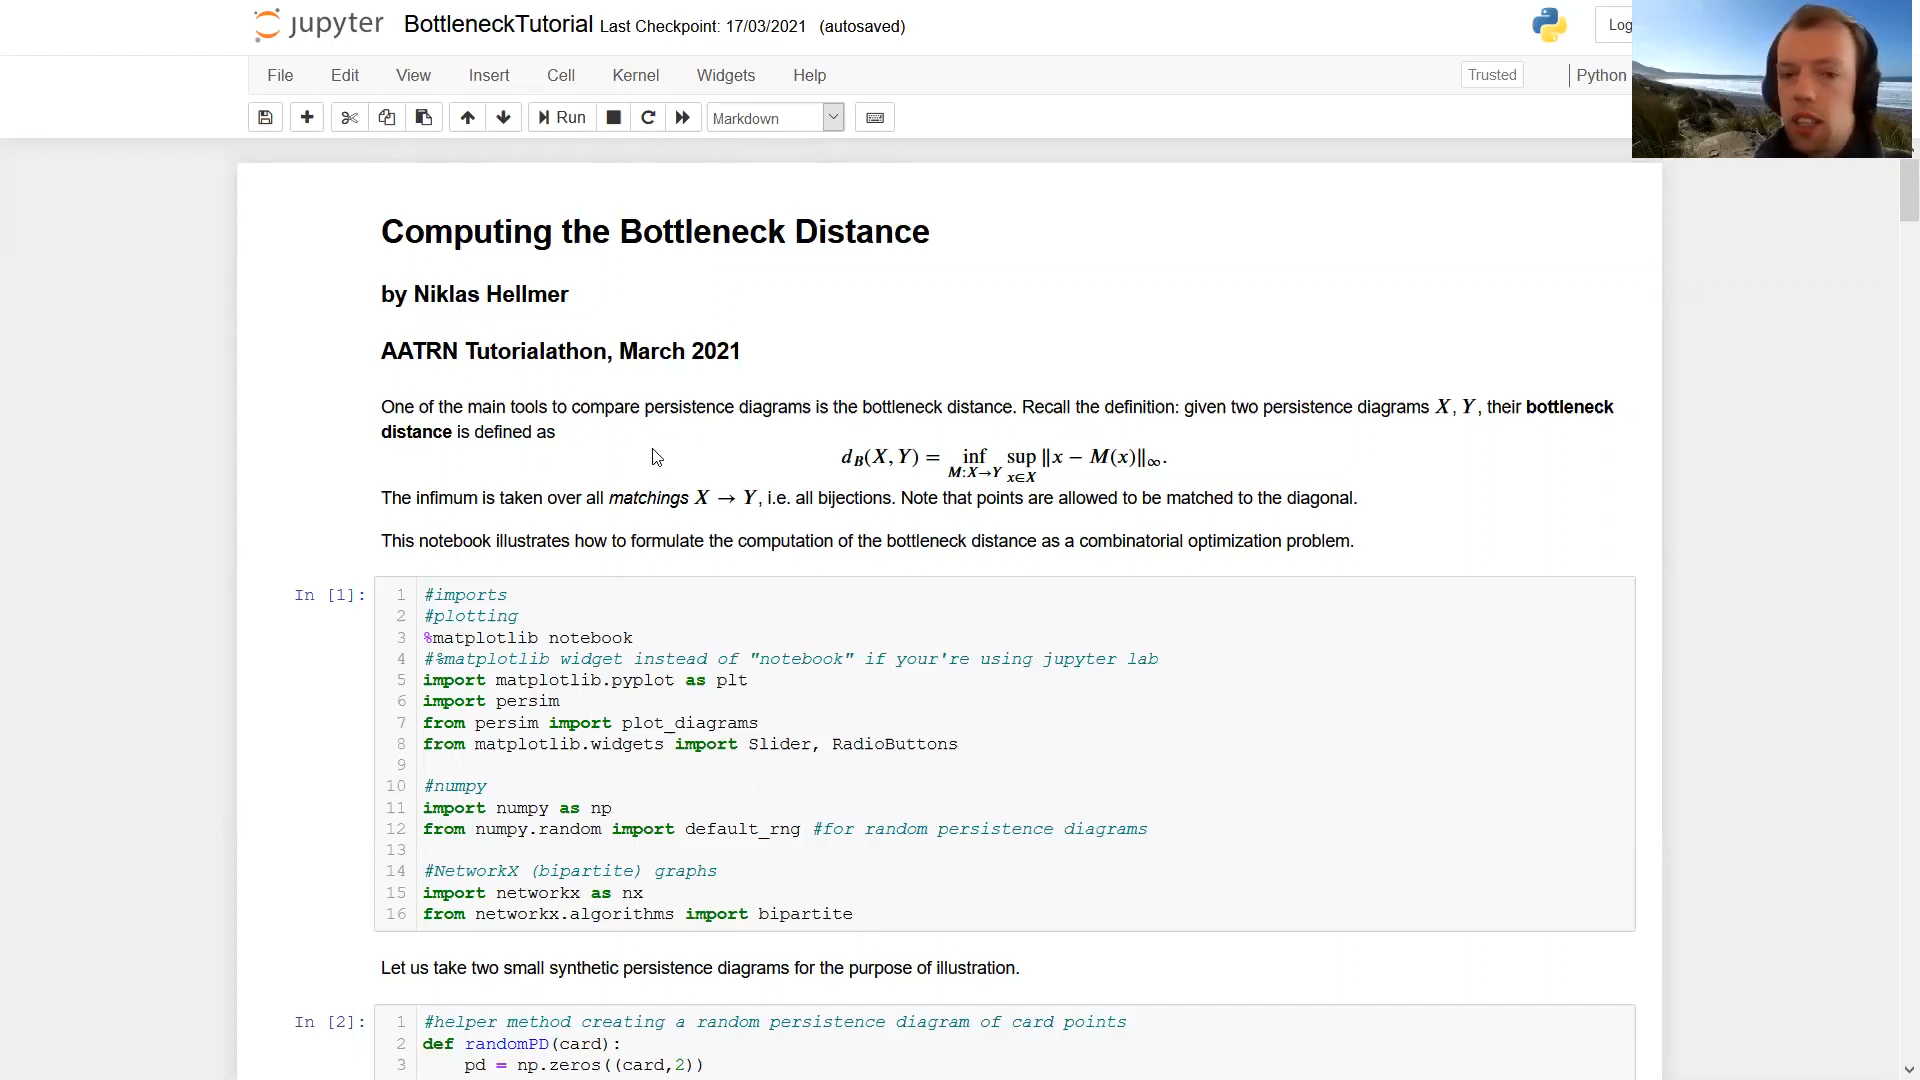 jupyter BottleneckTutorial Last Checkpoint: 17/03/2021 (autosaved)
Log
File Edit View Insert Cell Kernel Widgets Help
Trusted Python
Run Markdown
Computing the Bottleneck Distance
by Niklas Hellmer
AATRN Tutorialathon, March 2021
One of the main tools to compare persistence diagrams is the bottleneck distance. Recall the definition: given two persistence diagrams X, Y, their bottleneck
distance is defined as
d_B(X, Y) = inf_{M:X→Y} sup_{x∈X} ‖x − M(x)‖_∞.
The infimum is taken over all matchings X → Y, i.e. all bijections. Note that points are allowed to be matched to the diagonal.
This notebook illustrates how to formulate the computation of the bottleneck distance as a combinatorial optimization problem.
In [1]:
1 #imports
2 #plotting
3 %matplotlib notebook
4 #%matplotlib widget instead of "notebook" if your're using jupyter lab
5 import matplotlib.pyplot as plt
6 import persim
7 from persim import plot_diagrams
8 from matplotlib.widgets import Slider, RadioButtons
9
10 #numpy
11 import numpy as np
12 from numpy.random import default_rng #for random persistence diagrams
13
14 #NetworkX (bipartite) graphs
15 import networkx as nx
16 from networkx.algorithms import bipartite
Let us take two small synthetic persistence diagrams for the purpose of illustration.
In [2]:
1 #helper method creating a random persistence diagram of card points
2 def randomPD(card):
3 pd = np.zeros((card,2))